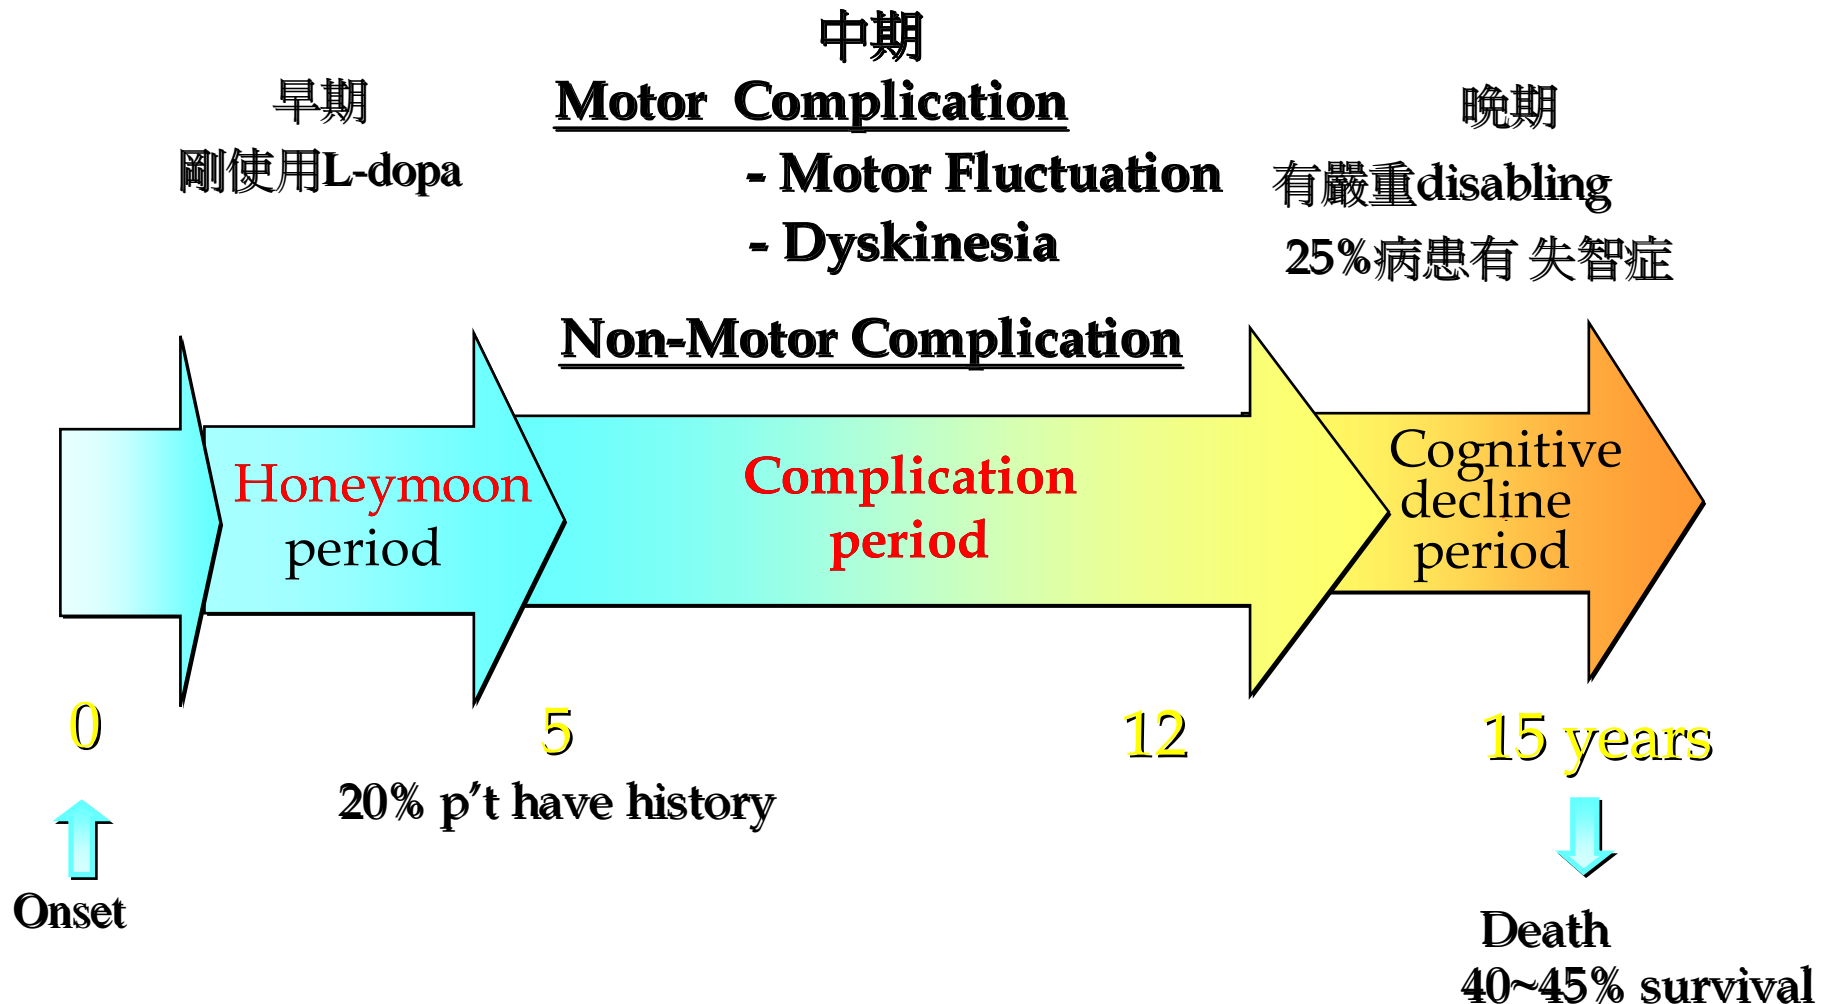 早期
剛使用L-dopa
中期
Motor Complication
- Motor Fluctuation
- Dyskinesia
Non-Motor Complication
晩期
有嚴重disabling
25%病患有 失智症
Honeymoon
period
Complication
period
Cognitive
decline
period
0
5
12
15 years
20% p't have history
Onset
Death
40~45% survival